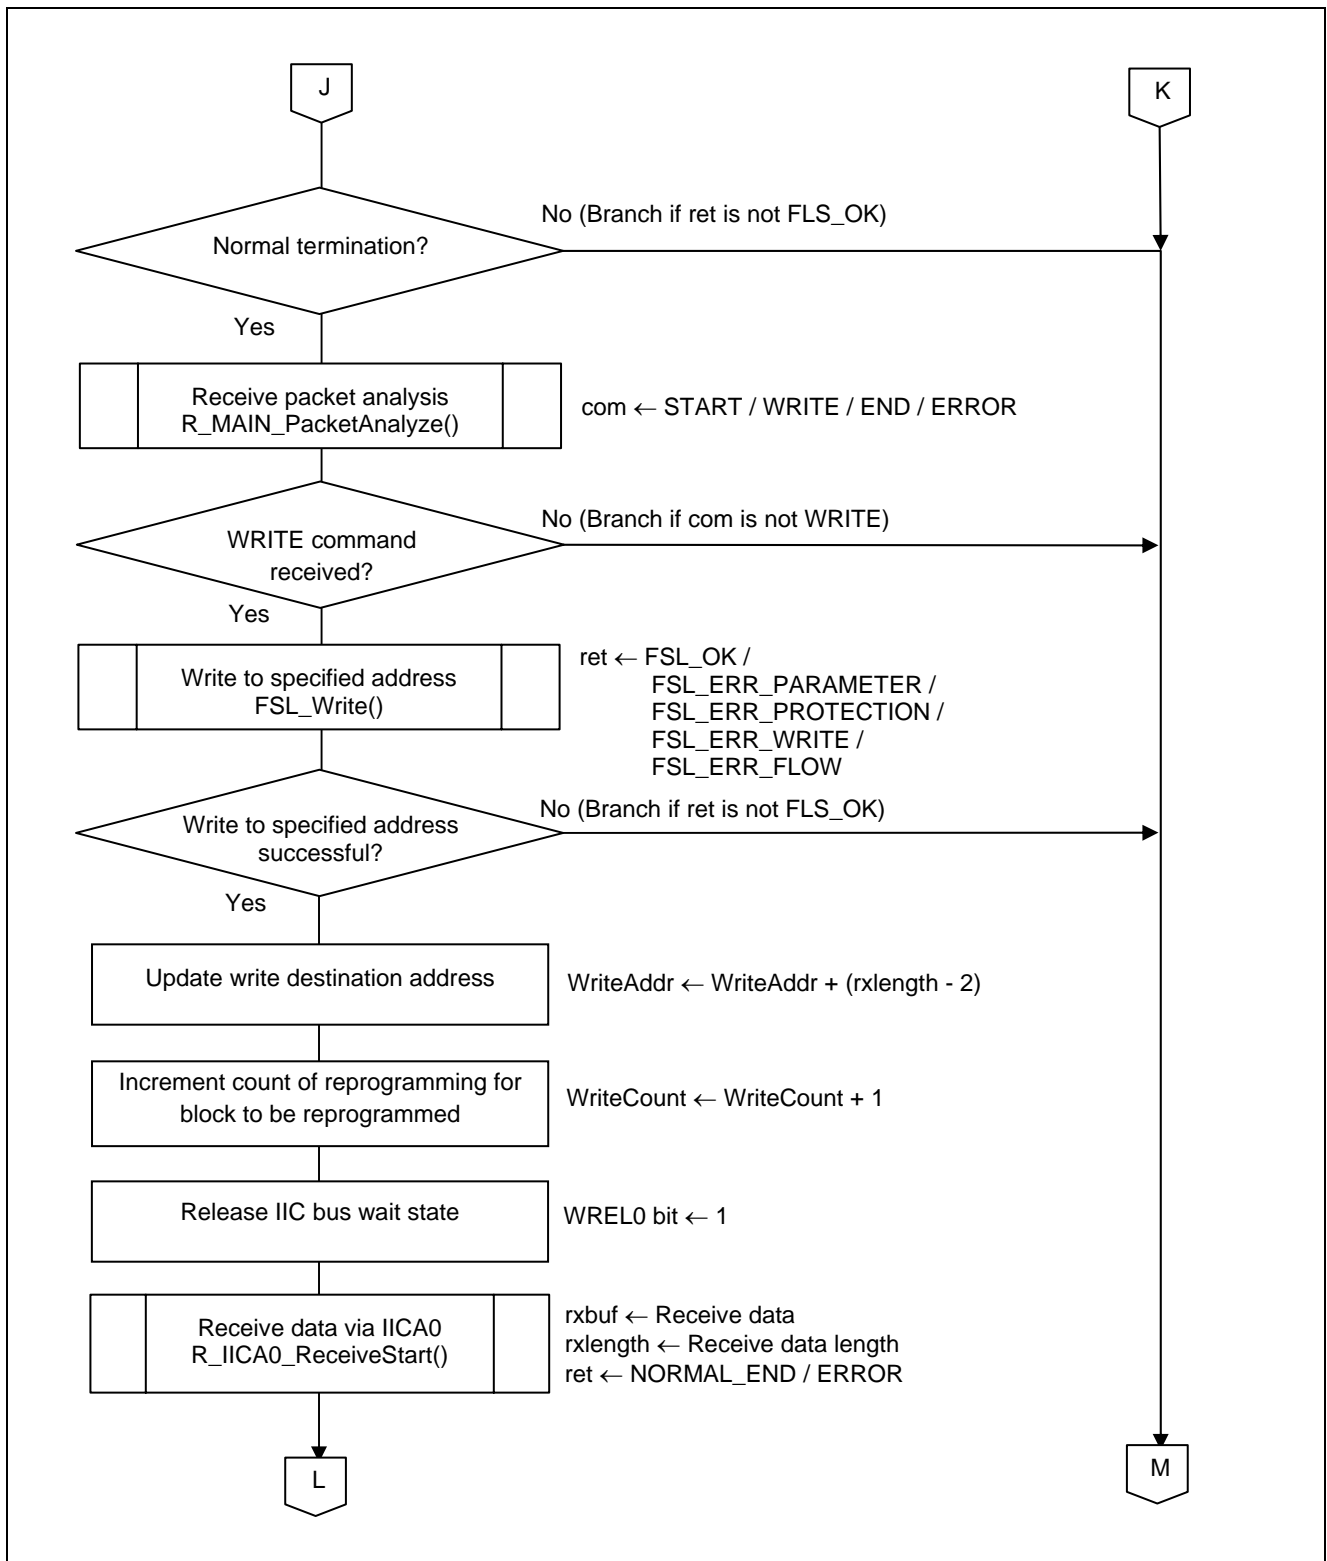 J
K
No (Branch if ret is not FLS_OK)
Normal termination?
Yes
Receive packet analysis
R_MAIN_PacketAnalyze()
com ← START / WRITE / END / ERROR
No (Branch if com is not WRITE)
WRITE command
received?
Yes
Write to specified address
FSL_Write()
ret ← FSL_OK /
FSL_ERR_PARAMETER /
FSL_ERR_PROTECTION /
FSL_ERR_WRITE /
FSL_ERR_FLOW
No (Branch if ret is not FLS_OK)
Write to specified address
successful?
Yes
Update write destination address
WriteAddr ← WriteAddr + (rxlength - 2)
Increment count of reprogramming for
block to be reprogrammed
WriteCount ← WriteCount + 1
Release IIC bus wait state
WREL0 bit ← 1
Receive data via IICA0
R_IICA0_ReceiveStart()
rxbuf ← Receive data
rxlength ← Receive data length
ret ← NORMAL_END / ERROR
L
M